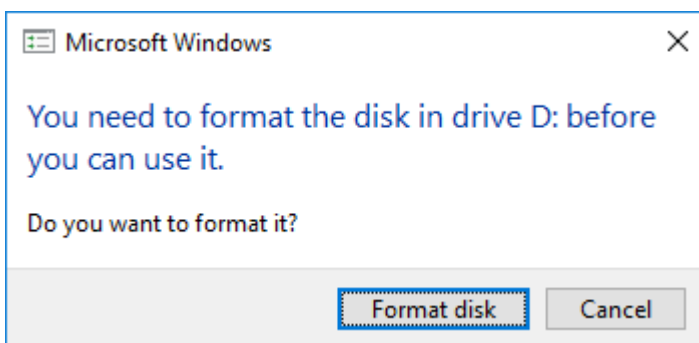 Microsoft Windows
You need to format the disk in drive D: before
you can use it.
Do you want to format it?
Format disk
Cancel